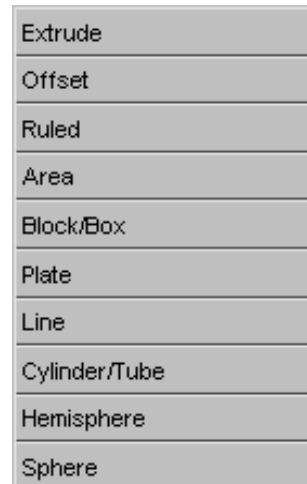 Extrude
Offset
Ruled
Area
Block/Box
Plate
Line
Cylinder/Tube
Hemisphere
Sphere